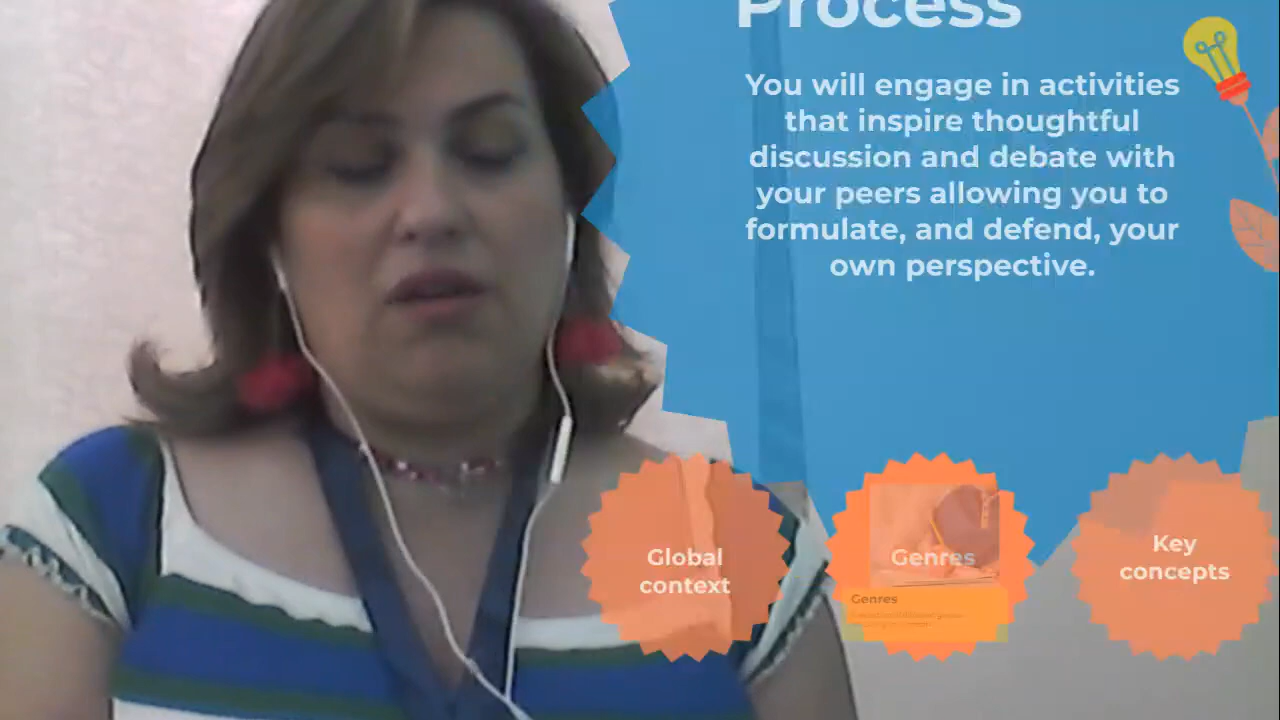 Process
You will engage in activities
that inspire thoughtful
discussion and debate with
your peers allowing you to
formulate, and defend, your
own perspective.
Global
context
Genres
Key
concepts
Genres